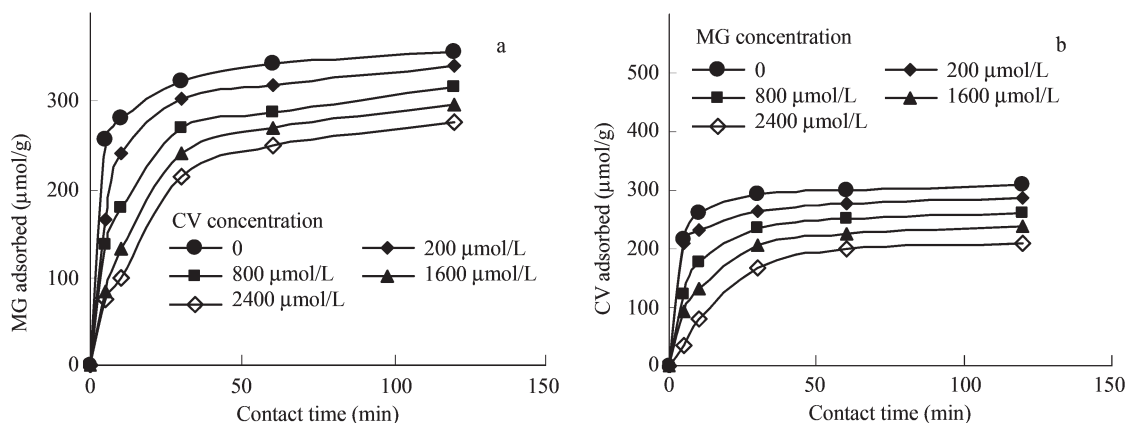 a
MG adsorbed (μmol/g)
300
200
100
0
CV concentration
0
200 μmol/L
800 μmol/L
1600 μmol/L
2400 μmol/L
0
50
100
150
Contact time (min)
b
CV adsorbed (μmol/g)
500
400
300
200
100
0
MG concentration
0
200 μmol/L
800 μmol/L
1600 μmol/L
2400 μmol/L
0
50
100
150
Contact time (min)